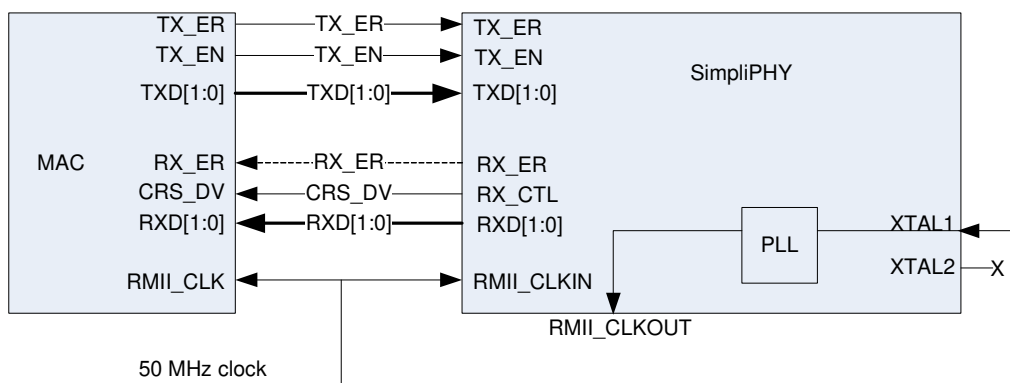 TX_ER TX_ER TX_ER
TX_EN TX_EN TX_EN
SimpliPHY
TXD[1:0] TXD[1:0] TXD[1:0]
MAC RX_ER RX_ER RX_ER
CRS_DV CRS_DV RX_CTL
RXD[1:0] RXD[1:0] RXD[1:0]
PLL XTAL1
XTAL2 X
RMII_CLK RMII_CLKIN
RMII_CLKOUT
50 MHz clock